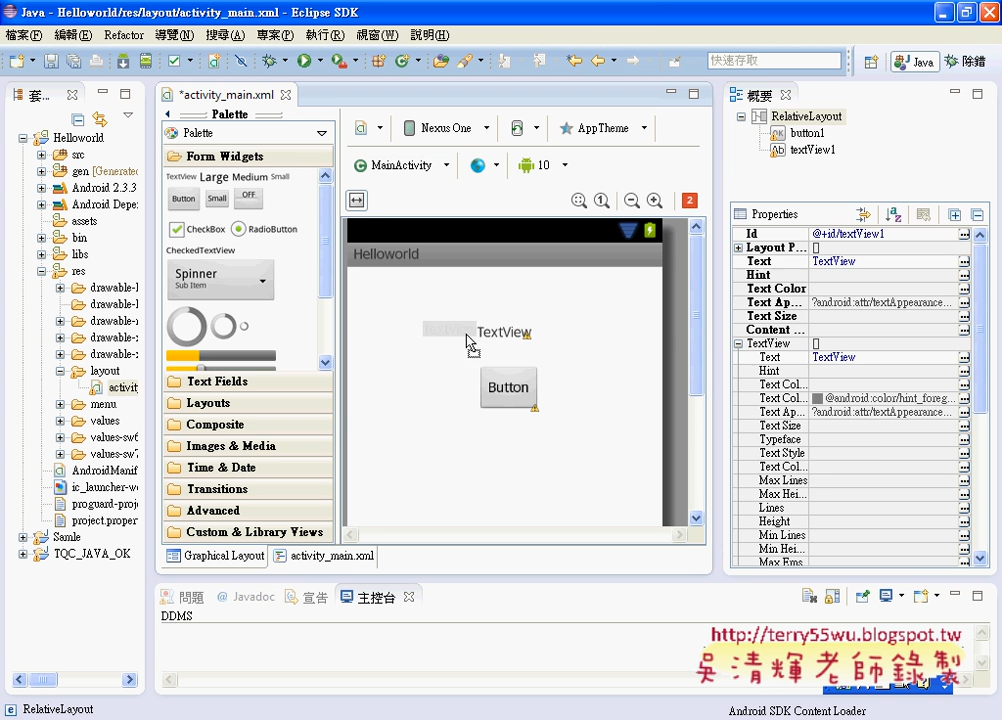 Java - Helloworld/res/layout/activity_main.xml - Eclipse SDK
檔案(F) 編輯(E) Refactor 導覽(N) 搜尋(A) 專案(P) 執行(R) 視窗(W) 說明(H)
快速存取
Java
除錯
套...
*activity_main.xml
概要
Helloworld
src
gen [Generated
Android 2.3.3
Android Depe
assets
bin
libs
res
drawable-
drawable-l
drawable-
drawable-
drawable-
layout
activity
menu
values
values-sw6
values-sw7
AndroidManif
ic_launcher-w
proguard-proj
project.proper
Samle
TQC_JAVA_OK
Palette
Palette
Form Widgets
TextView Large Medium Small
Button Small OFF
CheckBox RadioButton
CheckedTextView
Spinner
Sub Item
Text Fields
Layouts
Composite
Images & Media
Time & Date
Transitions
Advanced
Custom & Library Views
Graphical Layout
activity_main.xml
Nexus One
AppTheme
MainActivity
10
2
Helloworld
TextView
Button
RelativeLayout
OK button1
Ab textView1
Properties
Id @+id/textView1
Layout P... []
Text TextView
Hint
Text Color
Text Ap... ?android:attr/textAppearance...
Text Size
Content ...
TextView []
Text TextView
Hint
Text Col...
Text Col... @android:color/hint_foreg...
Text Ap... ?android:attr/textAppearance...
Text Size
Typeface
Text Style
Text Col...
Max Lines
Max Hei...
Lines
Height
Min Lines
Min Hei...
Max Ems
問題
@ Javadoc
宣告
主控台
DDMS
http://terry55wu.blogspot.tw
吳清輝老師錄製
RelativeLayout
Android SDK Content Loader